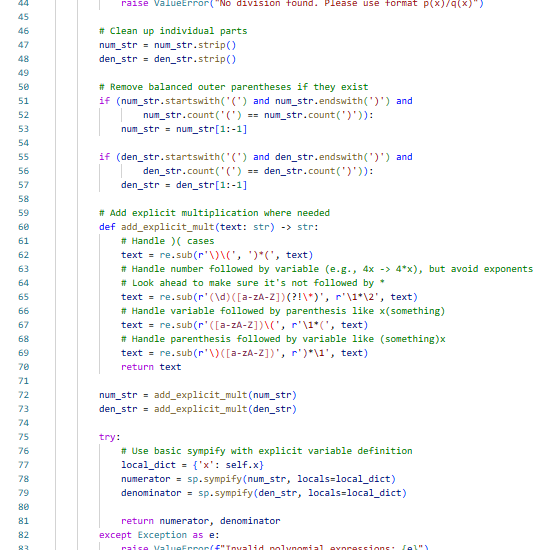 44 raise ValueError("No division found. Please use format p(x)/q(x)")
45
46 # Clean up individual parts
47 num_str = num_str.strip()
48 den_str = den_str.strip()
49
50 # Remove balanced outer parentheses if they exist
51 if (num_str.startswith('(') and num_str.endswith(')') and
52 num_str.count('(') == num_str.count(')')):
53 num_str = num_str[1:-1]
54
55 if (den_str.startswith('(') and den_str.endswith(')') and
56 den_str.count('(') == den_str.count(')')):
57 den_str = den_str[1:-1]
58
59 # Add explicit multiplication where needed
60 def add_explicit_mult(text: str) -> str:
61 # Handle )( cases
62 text = re.sub(r'\)\(', ')*(', text)
63 # Handle number followed by variable (e.g., 4x -> 4*x), but avoid exponents
64 # Look ahead to make sure it's not followed by *
65 text = re.sub(r'(\d)([a-zA-Z])(?!\*)', r'\1*\2', text)
66 # Handle variable followed by parenthesis like x(something)
67 text = re.sub(r'([a-zA-Z])\(', r'\1*(', text)
68 # Handle parenthesis followed by variable like (something)x
69 text = re.sub(r'\)([a-zA-Z])', r')*\1', text)
70 return text
71
72 num_str = add_explicit_mult(num_str)
73 den_str = add_explicit_mult(den_str)
74
75 try:
76 # Use basic sympify with explicit variable definition
77 local_dict = {'x': self.x}
78 numerator = sp.sympify(num_str, locals=local_dict)
79 denominator = sp.sympify(den_str, locals=local_dict)
80
81 return numerator, denominator
82 except Exception as e:
83 raise ValueError(f"Invalid polynomial expressions: {e}")